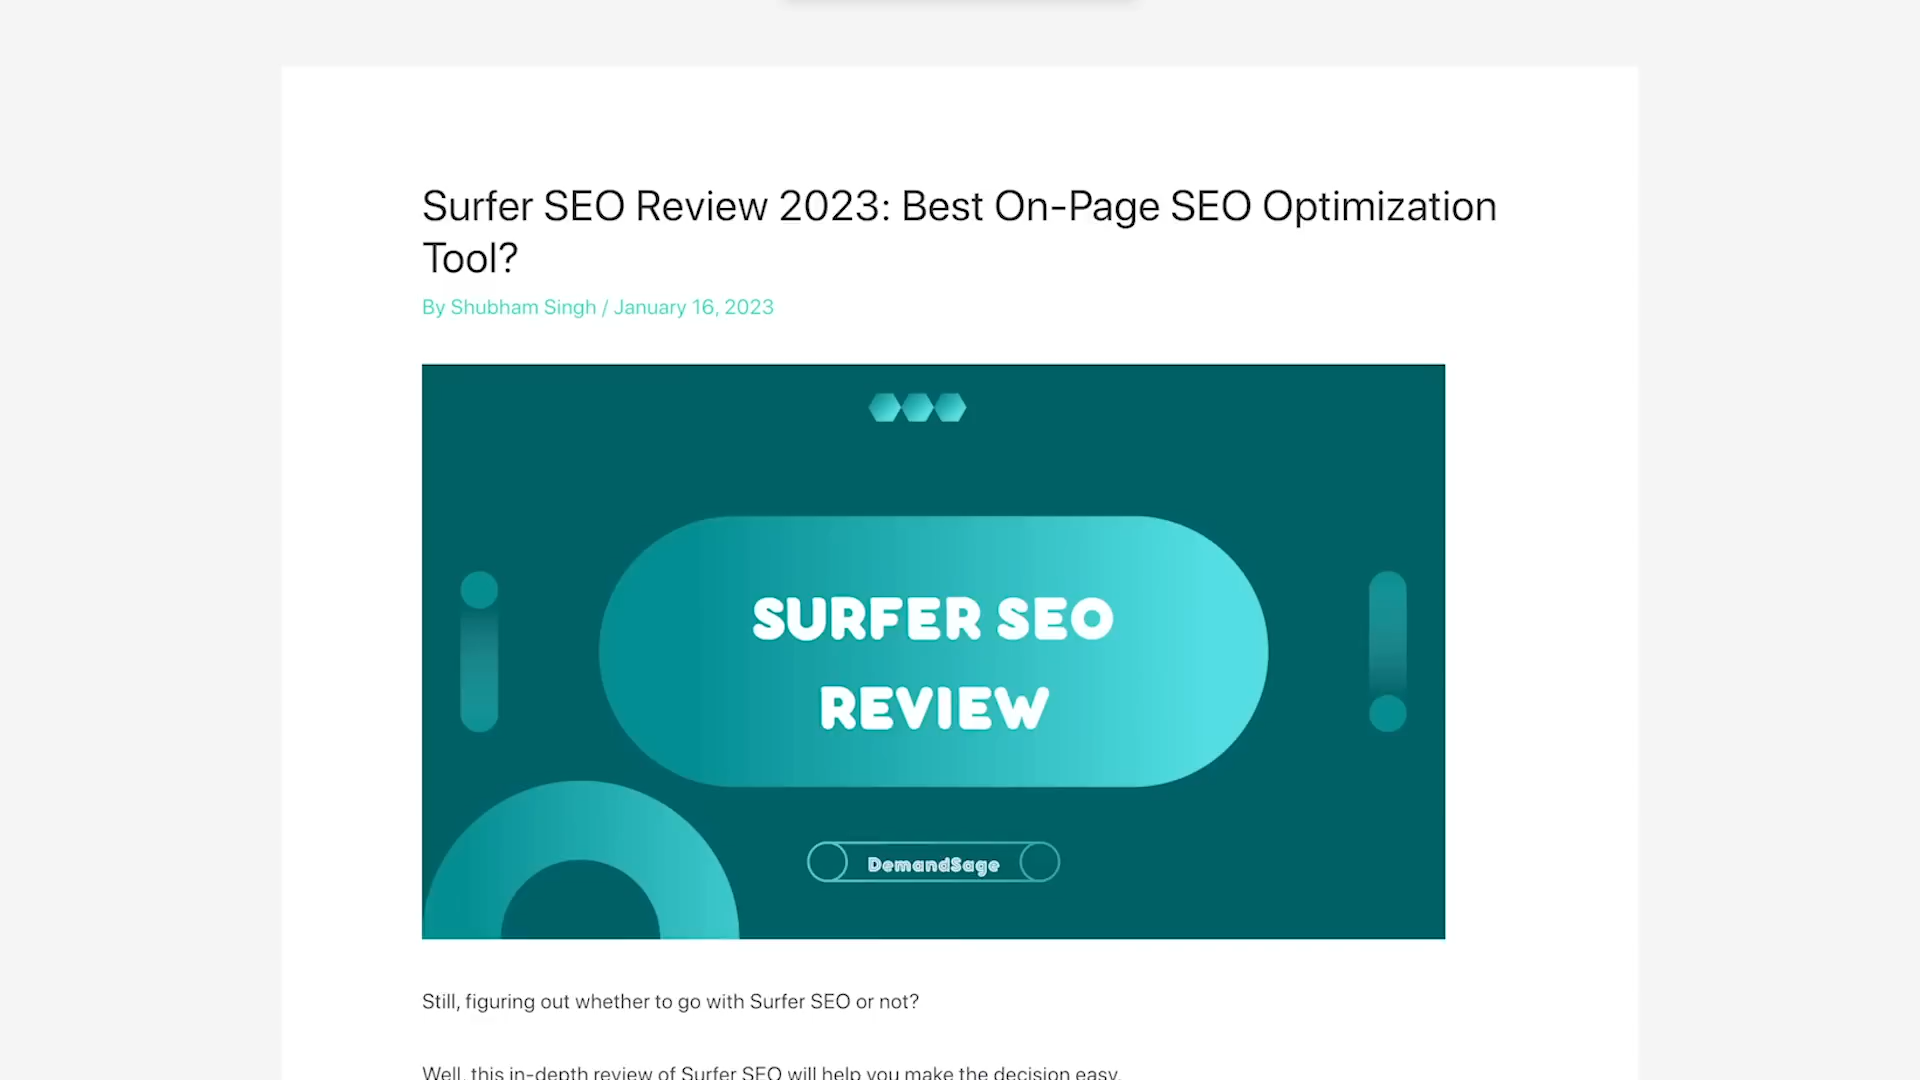 Surfer SEO Review 2023: Best On-Page SEO Optimization
Tool?
By Shubham Singh / January 16, 2023
SURFER SEO
REVIEW
DemandSage
Still, figuring out whether to go with Surfer SEO or not?
Well, this in-depth review of Surfer SEO will help you make the decision easy.